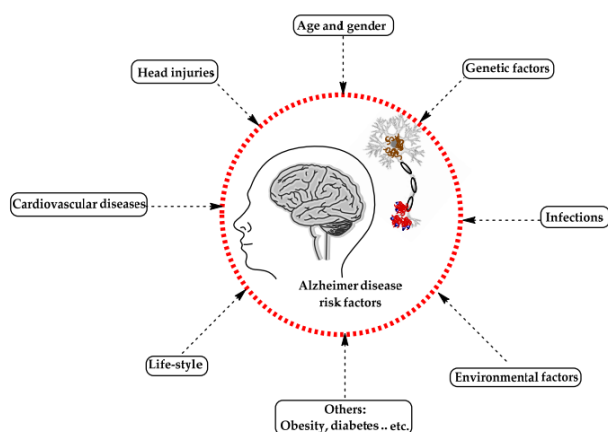 Age and gender
Head injuries
Genetic factors
Cardiovascular diseases
Infections
Alzheimer disease
risk factors
Life-style
Environmental factors
Others:
Obesity, diabetes .. etc.